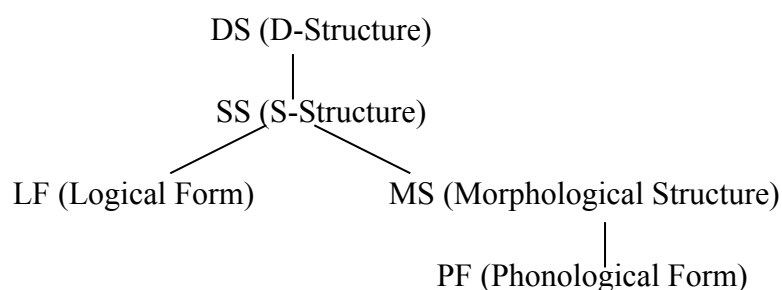 DS (D-Structure)
SS (S-Structure)
LF (Logical Form) MS (Morphological Structure)
PF (Phonological Form)